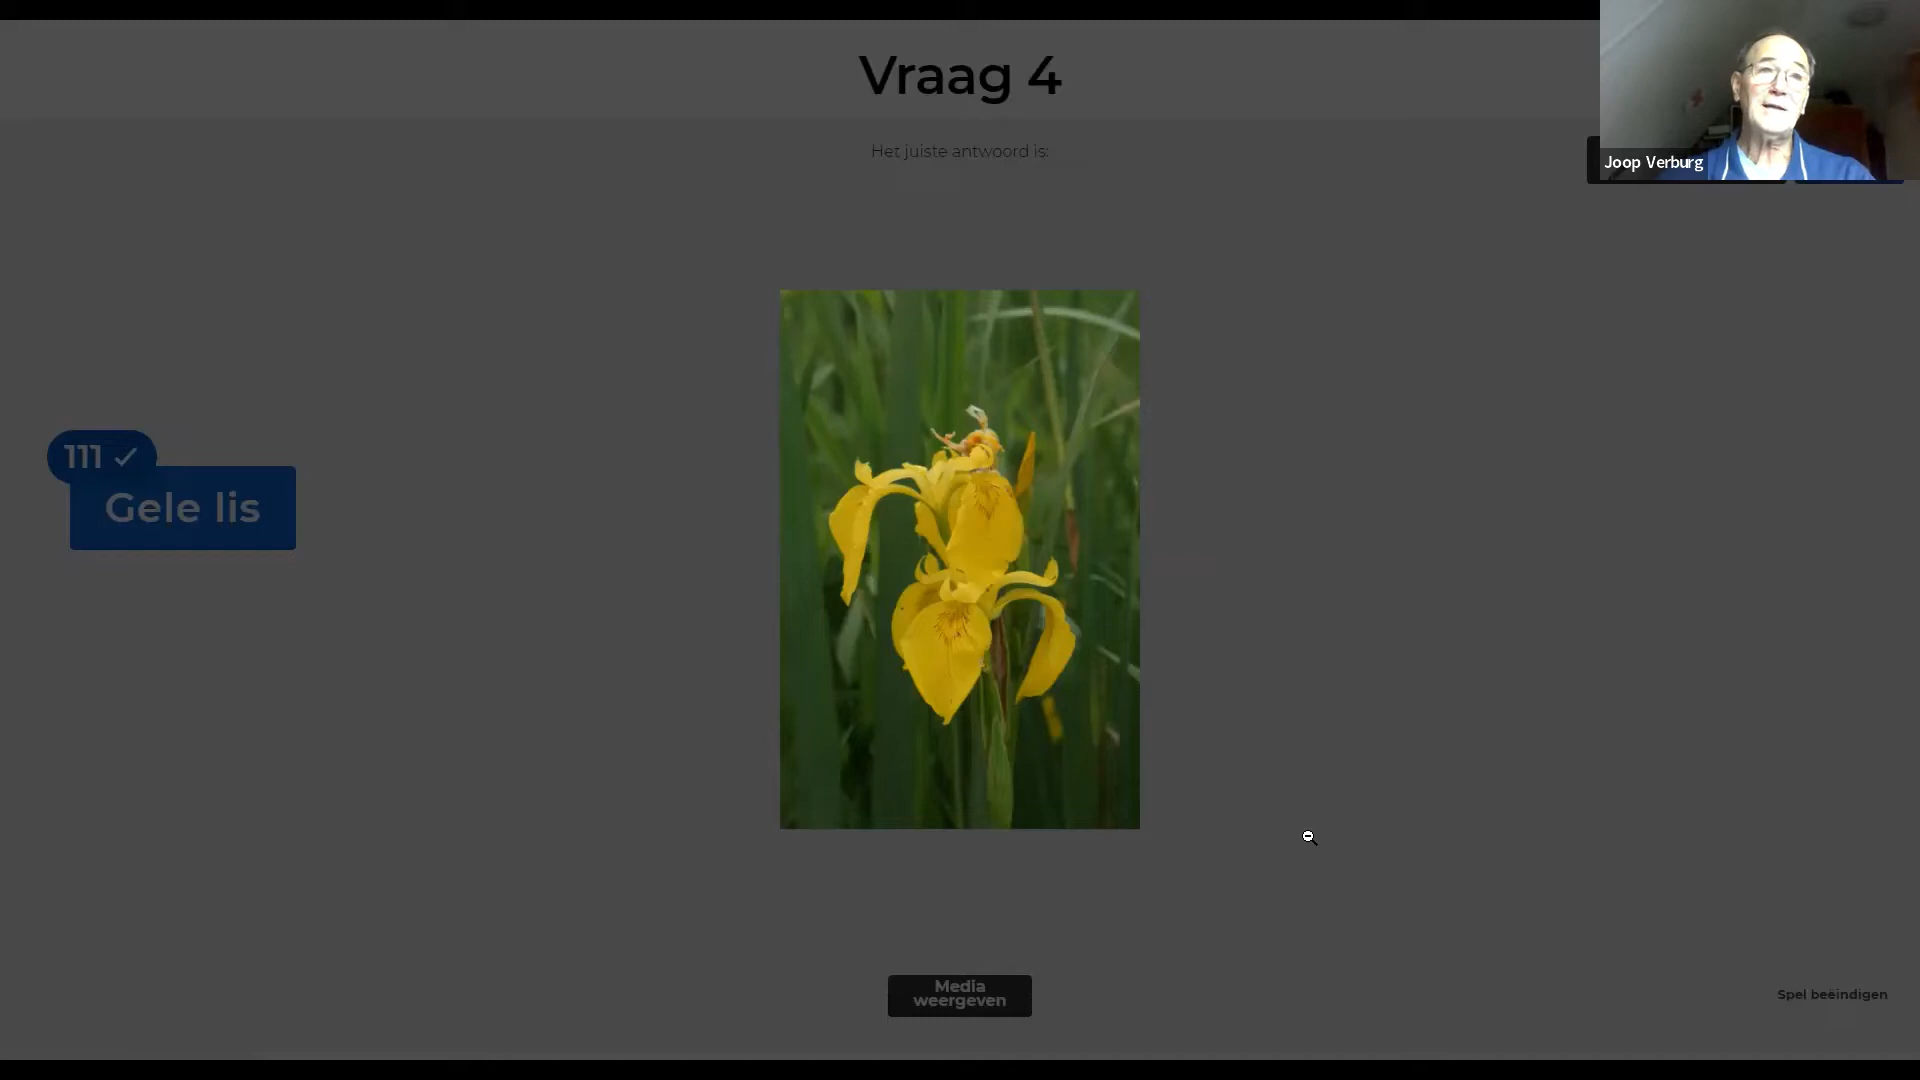 Vraag 4
Het juiste antwoord is:
Joop Verburg
111
Gele lis
Media
weergeven
Spel beëindigen